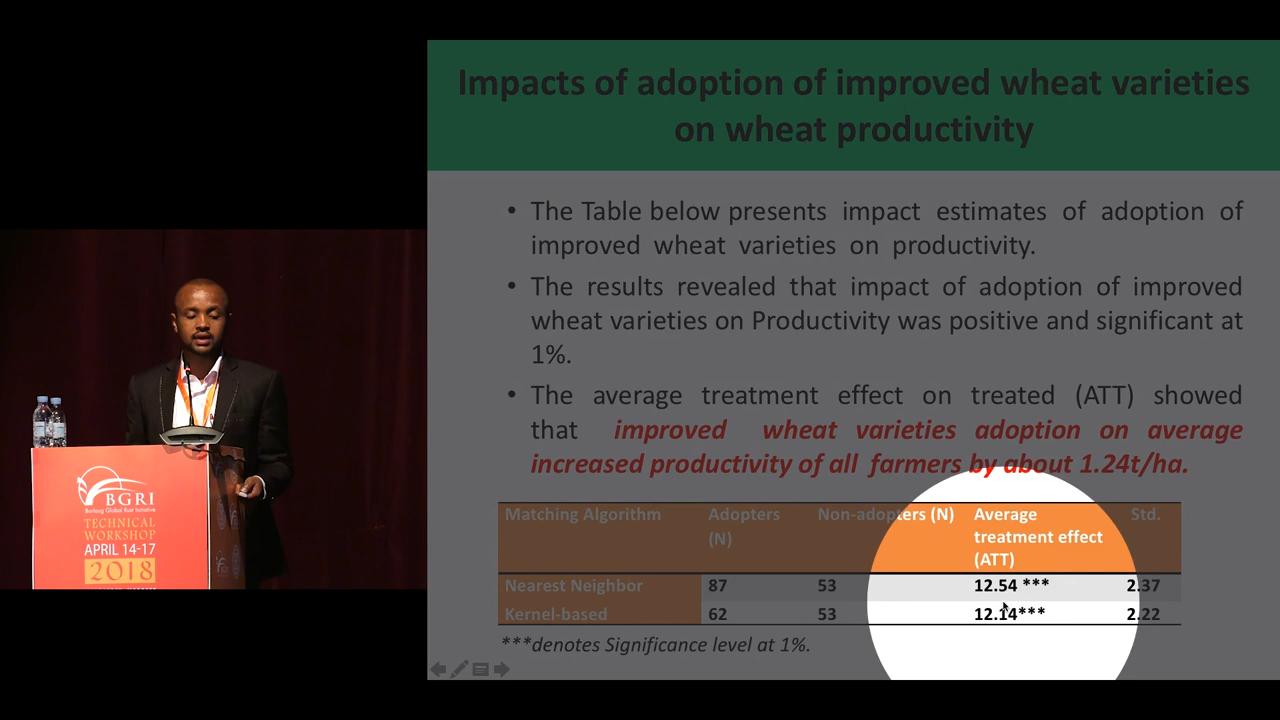 Impacts of adoption of improved wheat varieties
on wheat productivity
• The Table below presents impact estimates of adoption of
improved wheat varieties on productivity.
• The results revealed that impact of adoption of improved
wheat varieties on Productivity was positive and significant at
1%.
• The average treatment effect on treated (ATT) showed
that improved wheat varieties adoption on average
increased productivity of all farmers by about 1.24t/ha.
Matching Algorithm Adopters (N) Non-adopters (N) Average treatment effect (ATT) Std.
Nearest Neighbor 87 53 12.54 *** 2.37
Kernel-based 62 53 12.14*** 2.22
***denotes Significance level at 1%.
BGRI
Borlaug Global Rust Initiative
TECHNICAL
WORKSHOP
APRIL 14-17
2018